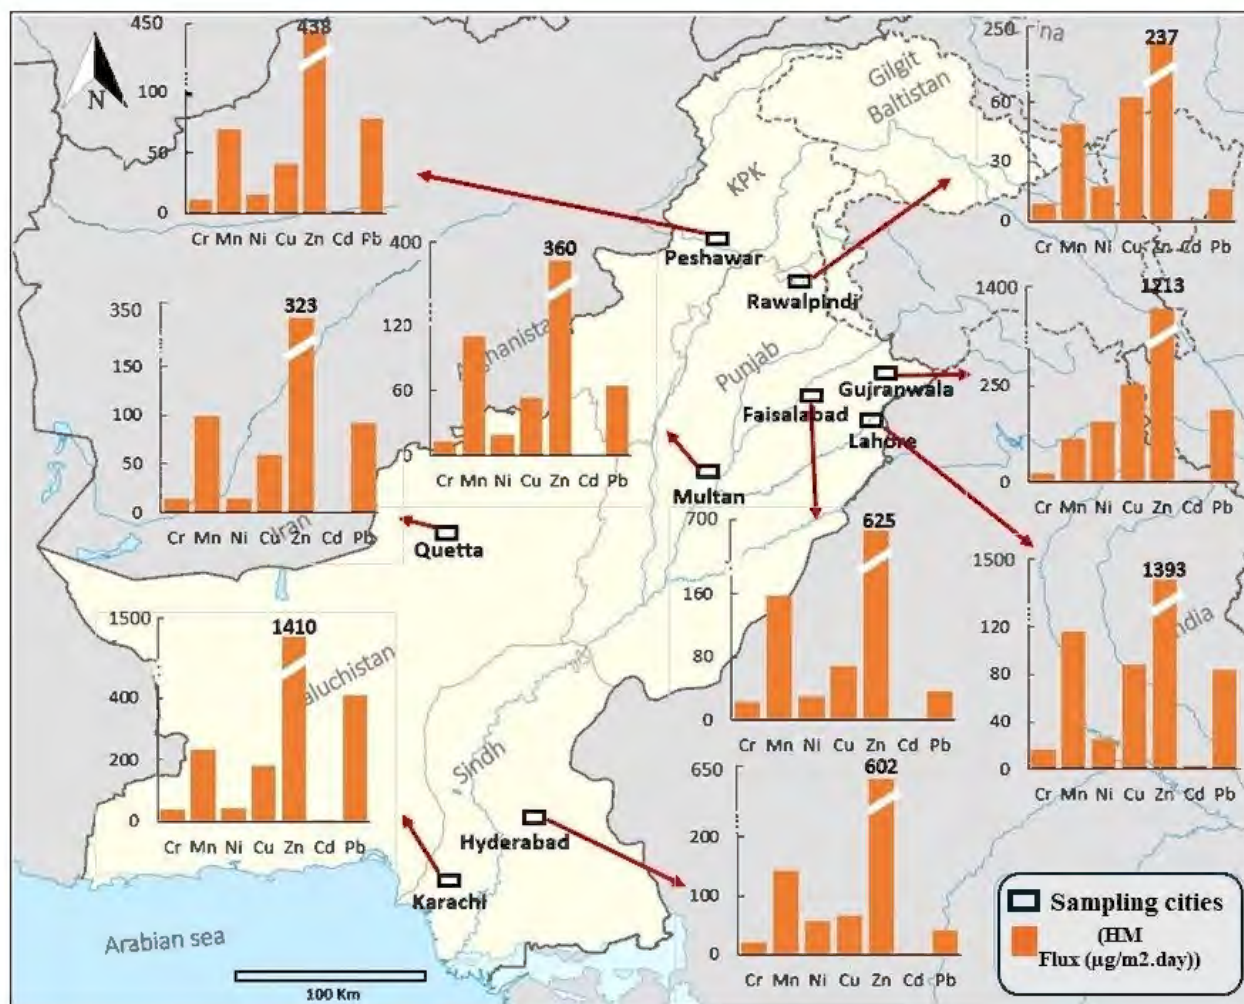 N
450
100
50
0
438
Cr Mn Ni Cu Zn Cd Pb
250
60
30
0
237
Cr Mn Ni Cu Zn Cd Pb
ina
Gilgit
Baltistan
KPK
Peshawar
Rawalpindi
400
120
60
0
360
Cr Mn Ni Cu Zn Cd Pb
Afghanistan
350
150
100
50
0
323
Cr Mn Ni Cu Zn Cd Pb
Iran
1400
250
0
1213
Cr Mn Ni Cu Zn Cd Pb
Punjab
Gujranwala
Faisalabad
Lahore
Multan
Quetta
700
160
80
0
625
Cr Mn Ni Cu Zn Cd Pb
1500
120
80
40
0
1393
Cr Mn Ni Cu Zn Cd Pb
India
1500
400
200
0
1410
Cr Mn Ni Cu Zn Cd Pb
aluchistan
Sindh
Hyderabad
Karachi
650
200
100
0
602
Cr Mn Ni Cu Zn Cd Pb
Arabian sea
100 Km
Sampling cities
(HM
Flux (µg/m2.day))